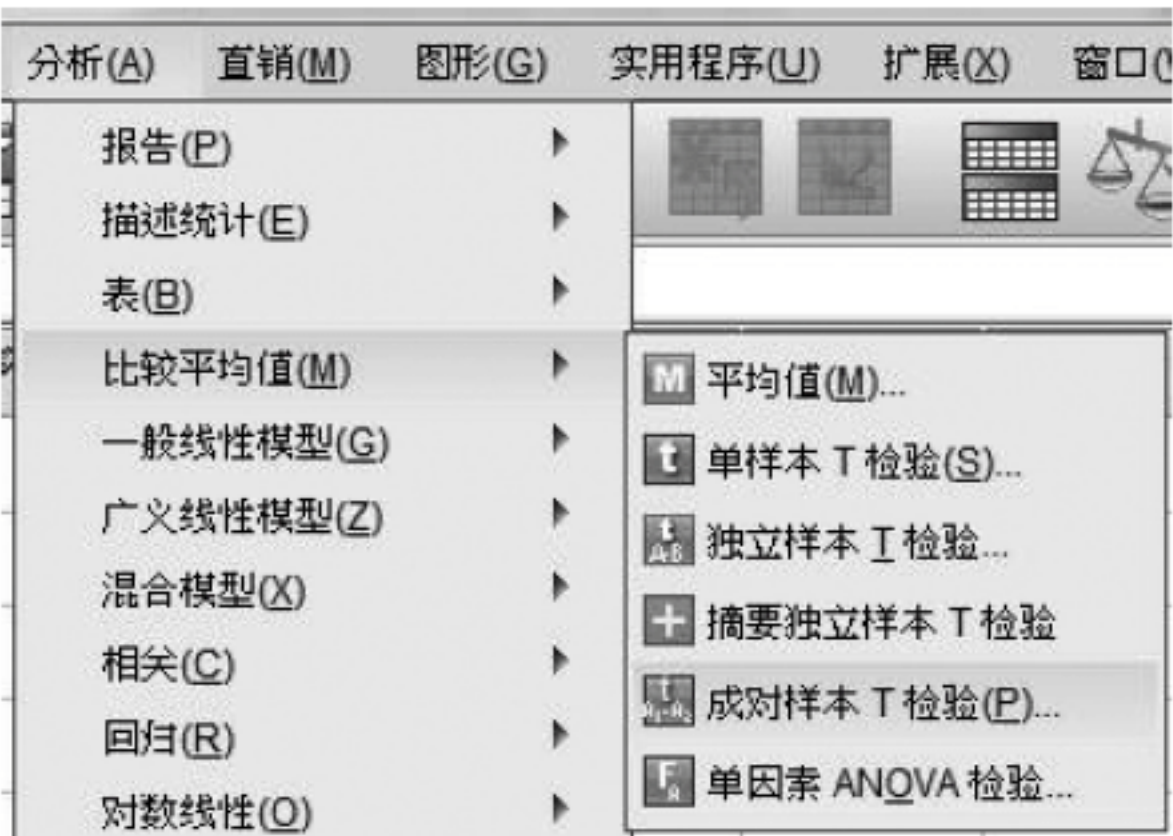 分析(A) 直销(M) 图形(G) 实用程序(U) 扩展(X) 窗口(
报告(P)
描述统计(E)
表(B)
比较平均值(M)
一般线性模型(G)
广义线性模型(Z)
混合模型(X)
相关(C)
回归(R)
对数线性(O)
M 平均值(M)...
t 单样本 T 检验(S)...
t A-B 独立样本 T 检验...
摘要独立样本 T 检验
成对样本 T 检验(P)...
F A 单因素 ANOVA 检验...